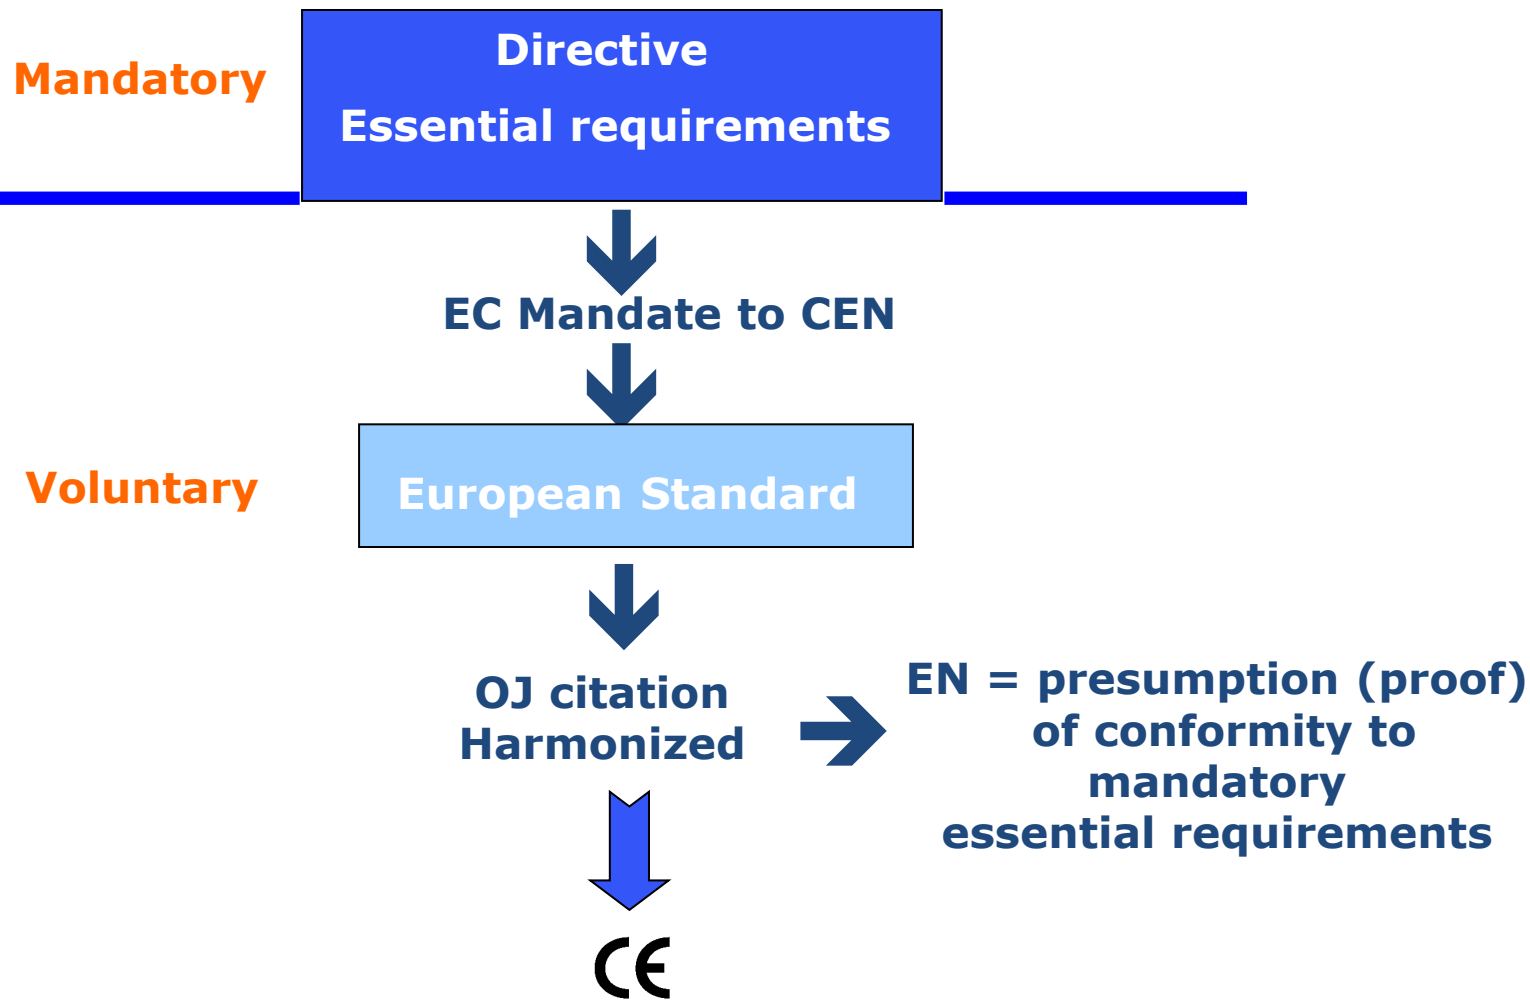 Directive
Mandatory
Essential requirements
EC Mandate to CEN
Voluntary
European Standard
OJ citation
Harmonized
EN = presumption (proof)
of conformity to
mandatory
essential requirements
CE